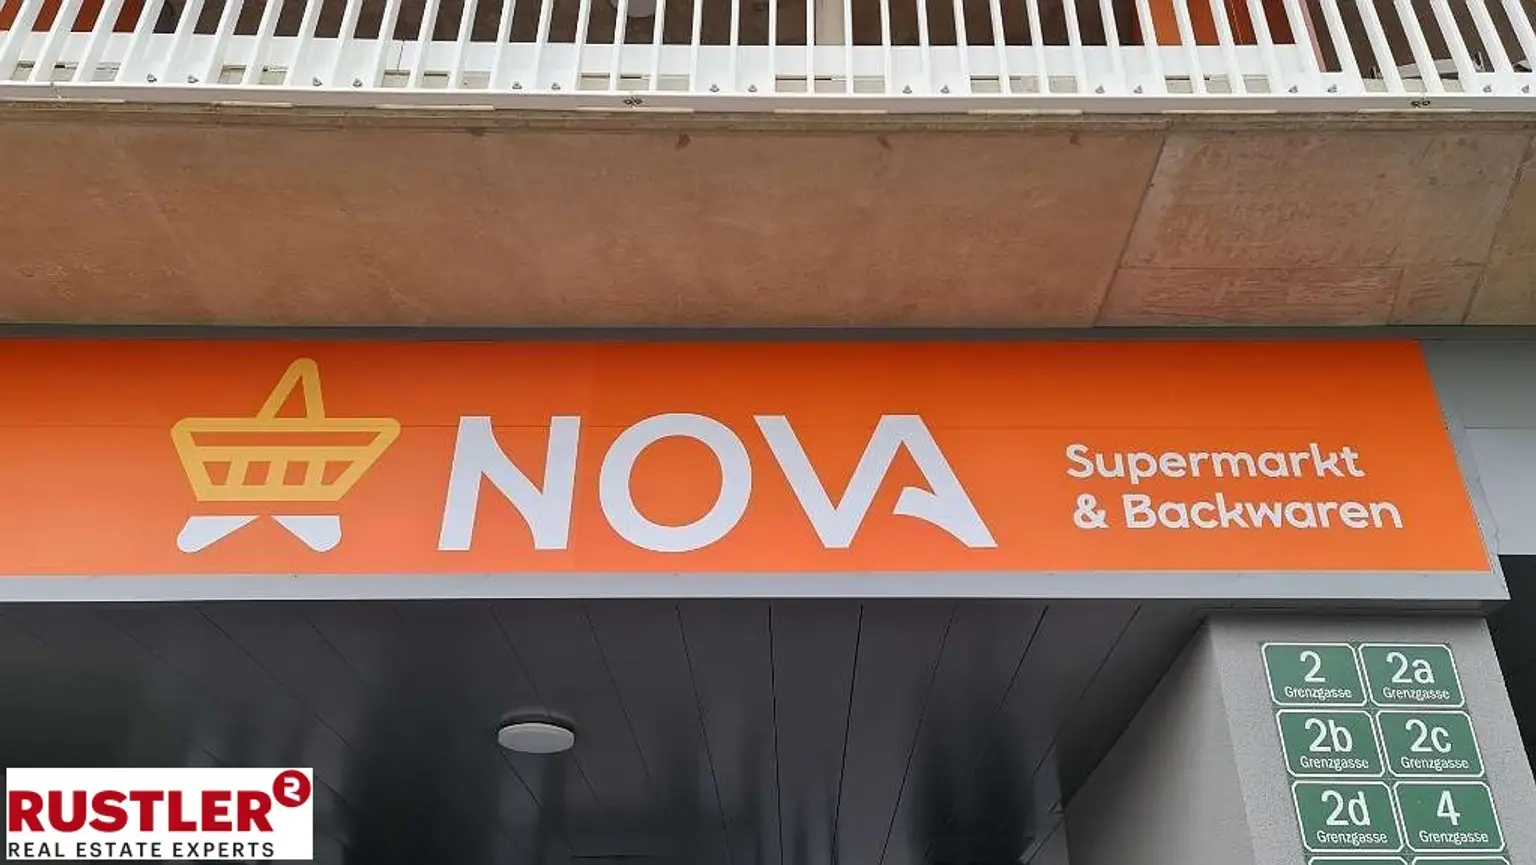 NOVA
Supermarkt
& Backwaren
2
Grenzgasse
2a
Grenzgasse
2b
Grenzgasse
2c
Grenzgasse
2d
Grenzgasse
4
Grenzgasse
RUSTLER
REAL ESTATE EXPERTS